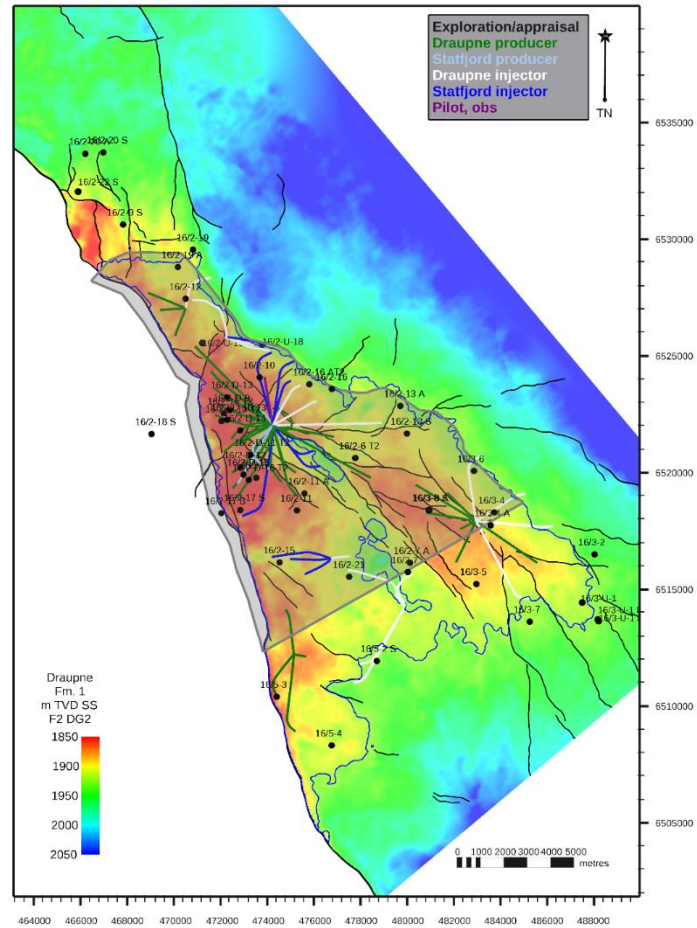 Exploration/appraisal
Draupne producer
Statfjord producer
Draupne injector
Statfjord injector
Pilot, obs
TN
6535000
6530000
6525000
6520000
6515000
6510000
6505000
16/2-20 S
16/2-22 S
16/2-9 S
16/2-19
16/2-19 A
16/2-12
16/2-U-18
16/2-10
16/2-16 AT2
16/2-16
16/2-D-13
16/2-13 A
16/2-13 S
16/2-18 S
16/2-6 T2
16/3-6
16/2-11 A
16/2-11
16/2-17 S
16/3-4
16/2-15
16/2-21
16/3-5
16/3-2
16/3-7
16/3-U-1
16/5-2 S
16/5-3
16/5-4
Draupne
Fm. 1
m TVD SS
F2 DG2
1850
1900
1950
2000
2050
0 1000 2000 3000 4000 5000
metres
464000 466000 468000 470000 472000 474000 476000 478000 480000 482000 484000 486000 488000